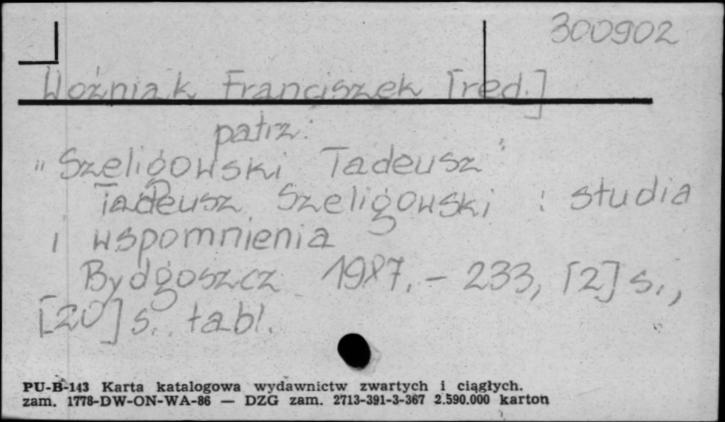 300902
Woźniak Franciszek [red.]
patrz:
"Szeligowski Tadeusz"
Tadeusz Szeligowski : studia
i wspomnienia
Bydgoszcz 1987. - 233, [2] s.,
[20] s. tabl.
PU-B-143 Karta katalogowa wydawnictw zwartych i ciągłych.
zam. 1778-DW-ON-WA-86 — DZG zam. 2713-391-3-367 2.590.000 karton